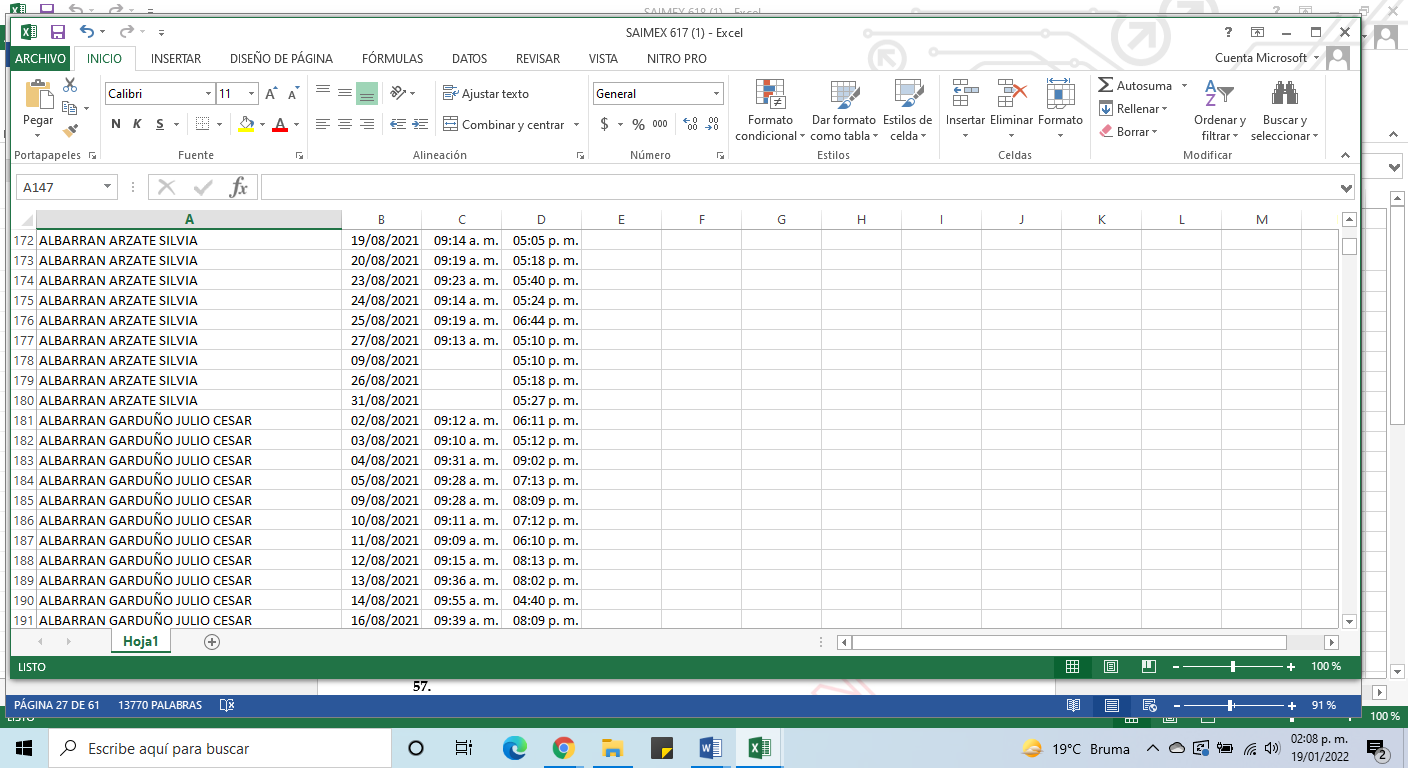 SAIMEX 618 (1) - Excel
SAIMEX 617 (1) - Excel
ARCHIVO INICIO INSERTAR DISEÑO DE PÁGINA FÓRMULAS DATOS REVISAR VISTA NITRO PRO Cuenta Microsoft
Pegar
Portapapeles
Calibri 11
N K S
Fuente
Ajustar texto
Combinar y centrar
Alineación
General
$ % 000
Número
Formato condicional
Dar formato como tabla
Estilos de celda
Estilos
Insertar Eliminar Formato
Celdas
Autosuma
Rellenar
Borrar
Ordenar y filtrar
Buscar y seleccionar
Modificar
A147 fx
A B C D E F G H I J K L M
172 ALBARRAN ARZATE SILVIA 19/08/2021 09:14 a. m. 05:05 p. m.
173 ALBARRAN ARZATE SILVIA 20/08/2021 09:19 a. m. 05:18 p. m.
174 ALBARRAN ARZATE SILVIA 23/08/2021 09:23 a. m. 05:40 p. m.
175 ALBARRAN ARZATE SILVIA 24/08/2021 09:14 a. m. 05:24 p. m.
176 ALBARRAN ARZATE SILVIA 25/08/2021 09:19 a. m. 06:44 p. m.
177 ALBARRAN ARZATE SILVIA 27/08/2021 09:13 a. m. 05:10 p. m.
178 ALBARRAN ARZATE SILVIA 09/08/2021 05:10 p. m.
179 ALBARRAN ARZATE SILVIA 26/08/2021 05:18 p. m.
180 ALBARRAN ARZATE SILVIA 31/08/2021 05:27 p. m.
181 ALBARRAN GARDUÑO JULIO CESAR 02/08/2021 09:12 a. m. 06:11 p. m.
182 ALBARRAN GARDUÑO JULIO CESAR 03/08/2021 09:10 a. m. 05:12 p. m.
183 ALBARRAN GARDUÑO JULIO CESAR 04/08/2021 09:31 a. m. 09:02 p. m.
184 ALBARRAN GARDUÑO JULIO CESAR 05/08/2021 09:28 a. m. 07:13 p. m.
185 ALBARRAN GARDUÑO JULIO CESAR 09/08/2021 09:28 a. m. 08:09 p. m.
186 ALBARRAN GARDUÑO JULIO CESAR 10/08/2021 09:11 a. m. 07:12 p. m.
187 ALBARRAN GARDUÑO JULIO CESAR 11/08/2021 09:09 a. m. 06:10 p. m.
188 ALBARRAN GARDUÑO JULIO CESAR 12/08/2021 09:15 a. m. 08:13 p. m.
189 ALBARRAN GARDUÑO JULIO CESAR 13/08/2021 09:36 a. m. 08:02 p. m.
190 ALBARRAN GARDUÑO JULIO CESAR 14/08/2021 09:55 a. m. 04:40 p. m.
191 ALBARRAN GARDUÑO JULIO CESAR 16/08/2021 09:39 a. m. 08:09 p. m.
Hoja1
LISTO 100 %
57.
PÁGINA 27 DE 61 13770 PALABRAS 91 %
LISTO 100 %
Escribe aquí para buscar 19°C Bruma 02:08 p. m.
19/01/2022 2